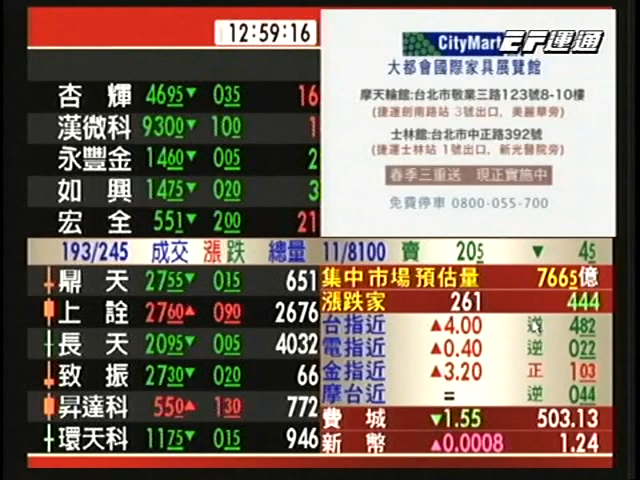 12:59:16
CityMart
EF運通
大都會國際家具展覽館
摩天輪館:台北市敬業三路123號8-10樓
(捷運劍南路站 3號出口, 美麗華旁)
士林館:台北市中正路392號
(捷運士林站 1號出口, 新光醫院旁)
春季三重送 現正實施中
免費停車 0800-055-700
杏輝 4695▼ 035 16
漢微科 9300▼ 100 1
永豐金 1460▼ 005 2
如興 1475▼ 020 3
宏全 551▼ 200 21
193/245 成交 漲跌 總量
鼎天 2755▼ 015 651
上詮 2760▲ 090 2676
長天 2095▼ 005 4032
致振 2730▼ 020 66
昇達科 550▲ 130 772
環天科 1175▼ 015 946
11/8100 賣 205 ▼ 45
集中市場預估量 7665億
漲跌家 261 444
台指近 ▲4.00 逆 482
電指近 ▲0.40 逆 022
金指近 ▲3.20 正 103
摩台近 = 逆 044
費城 ▼1.55 503.13
新幣 ▲0.0008 1.24